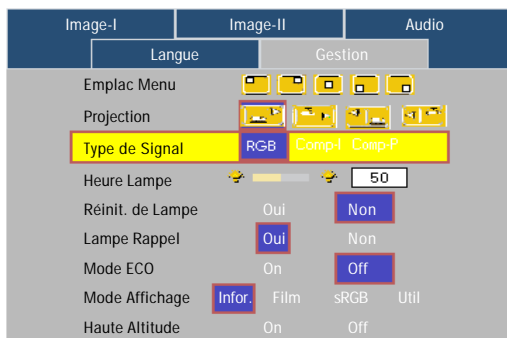 Image-I Image-II Audio
Langue Gestion
Emplac Menu
Projection
Type de Signal RGB Comp-I Comp-P
Heure Lampe 50
Réinit. de Lampe Oui Non
Lampe Rappel Oui Non
Mode ECO On Off
Mode Affichage Infor. Film sRGB Util
Haute Altitude On Off